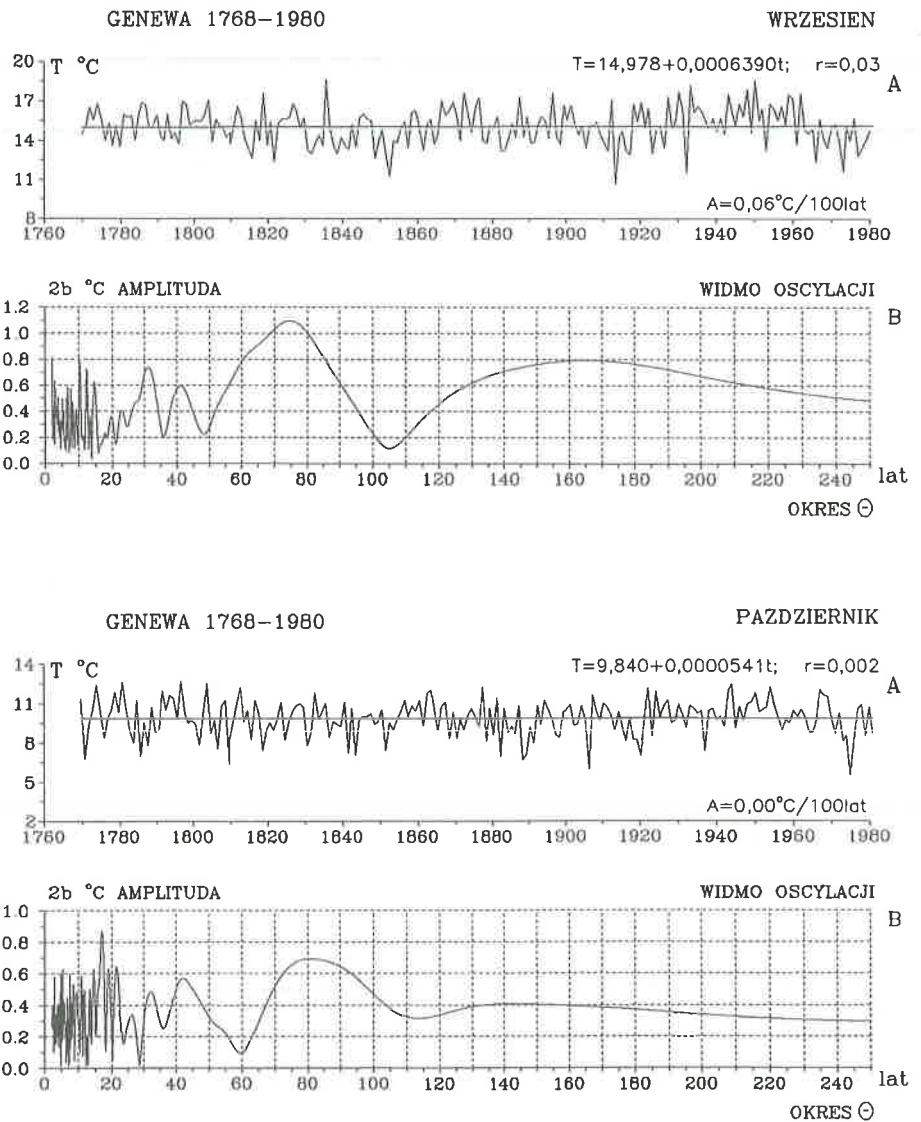 GENEWA 1768–1980 WRZESIEN
T °C T=14,978+0,0006390t; r=0,03 A
20
17
14
11
8
A=0,06°C/100lat
1760 1780 1800 1820 1840 1860 1880 1900 1920 1940 1960 1980
2b °C AMPLITUDA WIDMO OSCYLACJI B
1.2
1.0
0.8
0.6
0.4
0.2
0.0
0 20 40 60 80 100 120 140 160 180 200 220 240 lat
OKRES Θ
GENEWA 1768–1980 PAZDZIERNIK
T °C T=9,840+0,0000541t; r=0,002 A
14
11
8
5
2
A=0,00°C/100lat
1760 1780 1800 1820 1840 1860 1880 1900 1920 1940 1960 1980
2b °C AMPLITUDA WIDMO OSCYLACJI B
1.0
0.8
0.6
0.4
0.2
0.0
0 20 40 60 80 100 120 140 160 180 200 220 240 lat
OKRES Θ